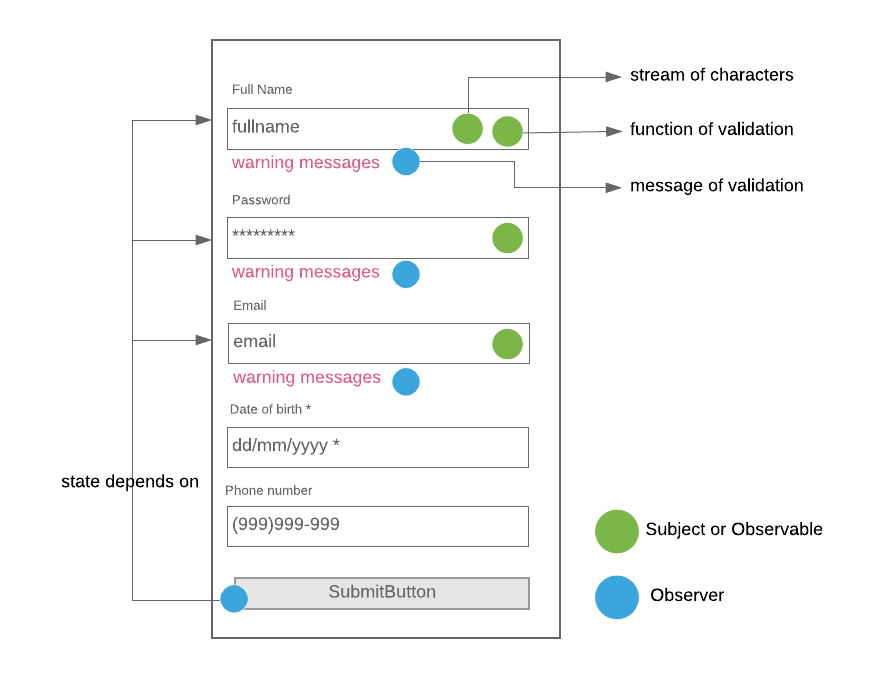 stream of characters
Full Name
fullname
function of validation
warning messages
message of validation
Password
*********
warning messages
Email
email
warning messages
Date of birth *
dd/mm/yyyy *
state depends on
Phone number
(999)999-999
Subject or Observable
SubmitButton
Observer